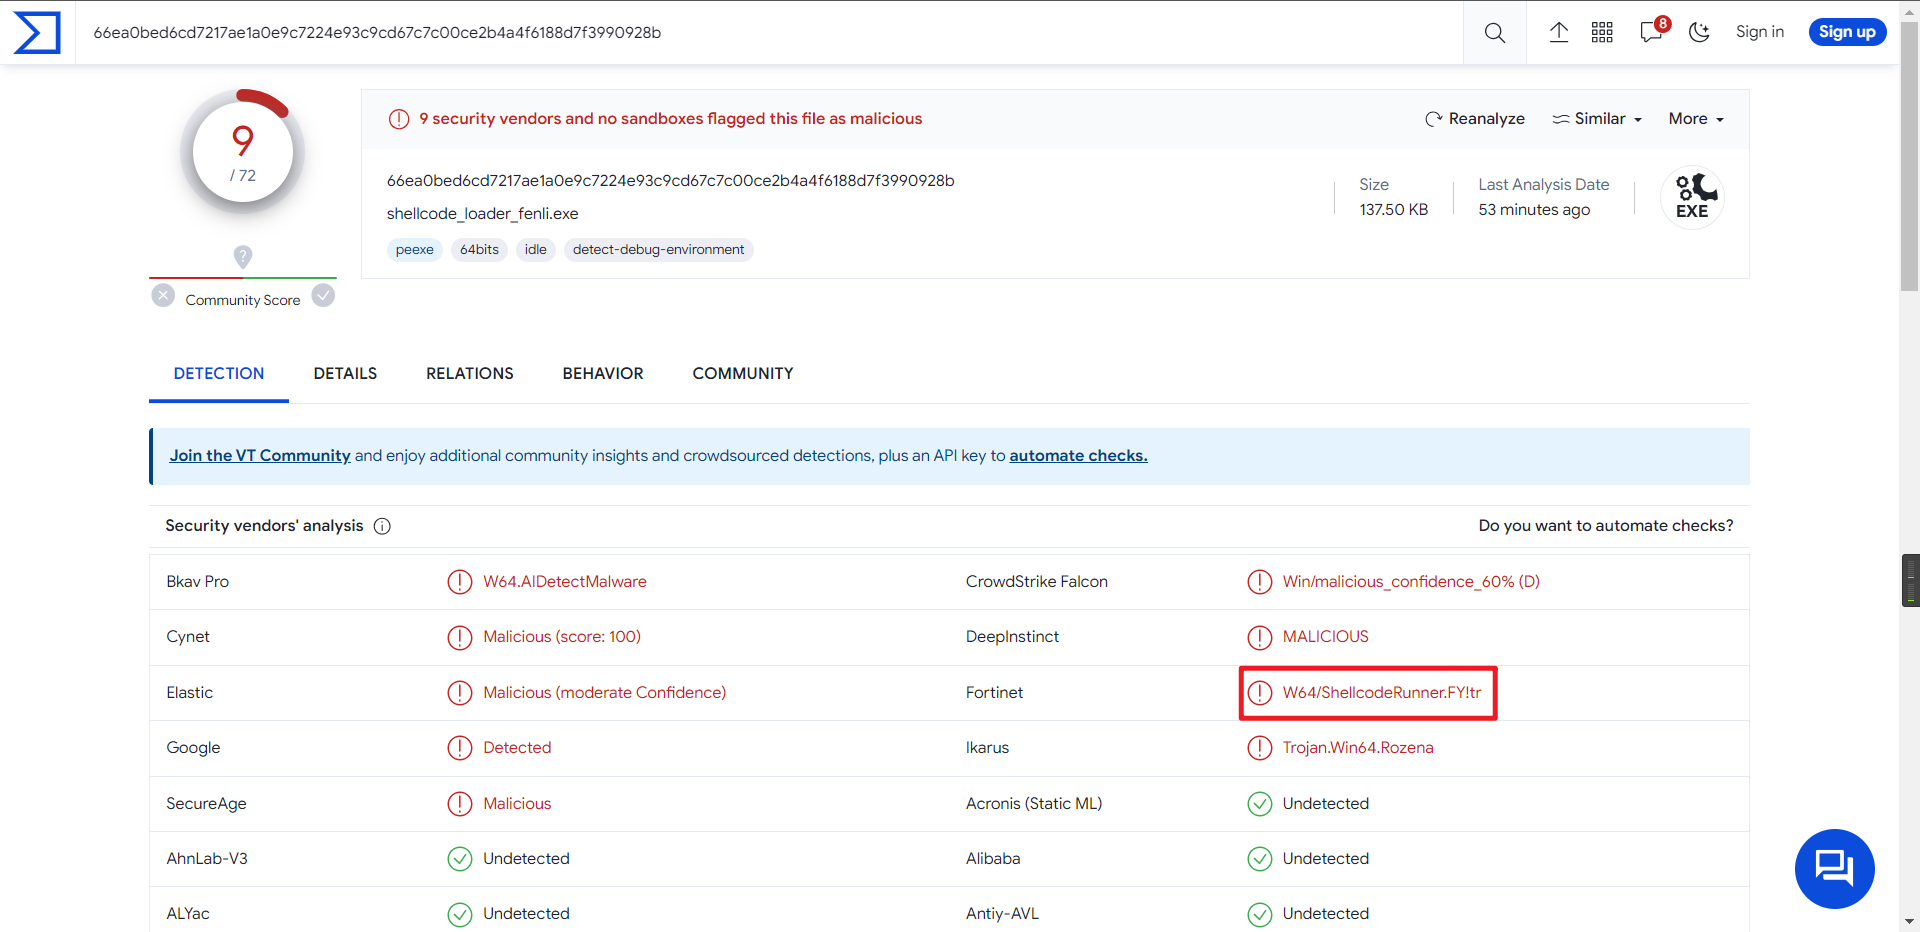 66ea0bed6cd7217ae1a0e9c7224e93c9cd67c7c00ce2b4a4f6188d7f3990928b
8
Sign in
Sign up
9
/ 72
Community Score
9 security vendors and no sandboxes flagged this file as malicious
Reanalyze
Similar
More
66ea0bed6cd7217ae1a0e9c7224e93c9cd67c7c00ce2b4a4f6188d7f3990928b
shellcode_loader_fenli.exe
peexe
64bits
idle
detect-debug-environment
Size
137.50 KB
Last Analysis Date
53 minutes ago
EXE
DETECTION
DETAILS
RELATIONS
BEHAVIOR
COMMUNITY
Join the VT Community and enjoy additional community insights and crowdsourced detections, plus an API key to automate checks.
Security vendors' analysis
Do you want to automate checks?
Bkav Pro
W64.AIDetectMalware
CrowdStrike Falcon
Win/malicious_confidence_60% (D)
Cynet
Malicious (score: 100)
DeepInstinct
MALICIOUS
Elastic
Malicious (moderate Confidence)
Fortinet
W64/ShellcodeRunner.FY!tr
Google
Detected
Ikarus
Trojan.Win64.Rozena
SecureAge
Malicious
Acronis (Static ML)
Undetected
AhnLab-V3
Undetected
Alibaba
Undetected
ALYac
Undetected
Antiy-AVL
Undetected